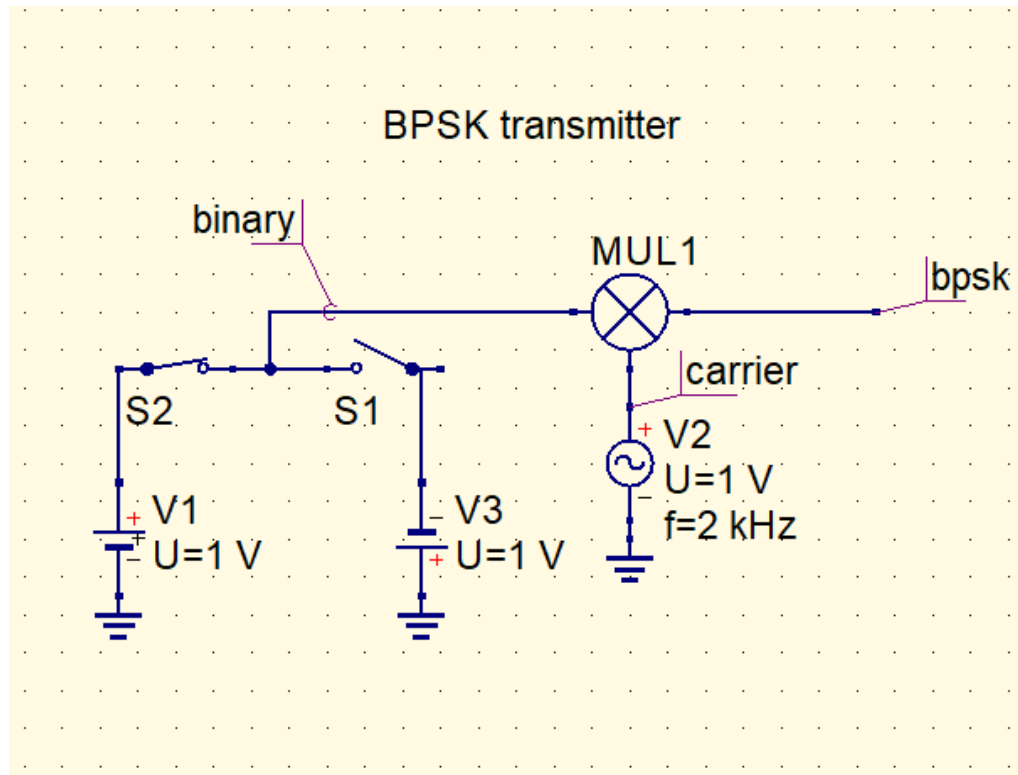 BPSK transmitter
binary
MUL1
bpsk
carrier
S2
S1
V2
U=1 V
f=2 kHz
V1
U=1 V
V3
U=1 V